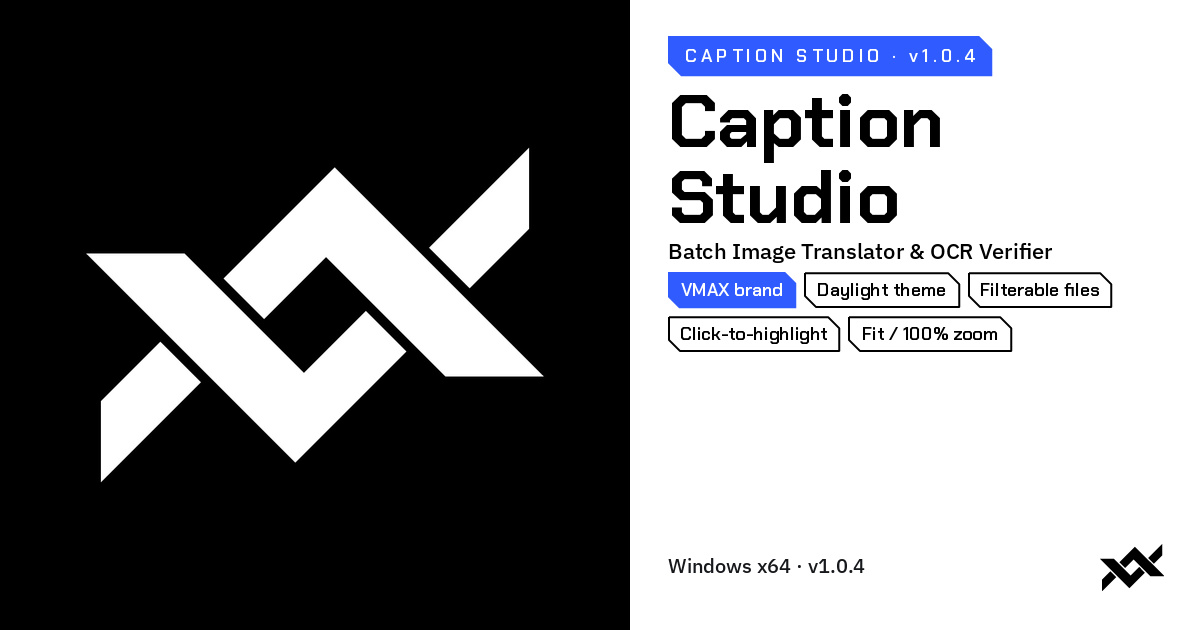 CAPTION STUDIO · v1.0.4
Caption
Studio
Batch Image Translator & OCR Verifier
VMAX brand Daylight theme Filterable files
Click-to-highlight Fit / 100% zoom
Windows x64 · v1.0.4